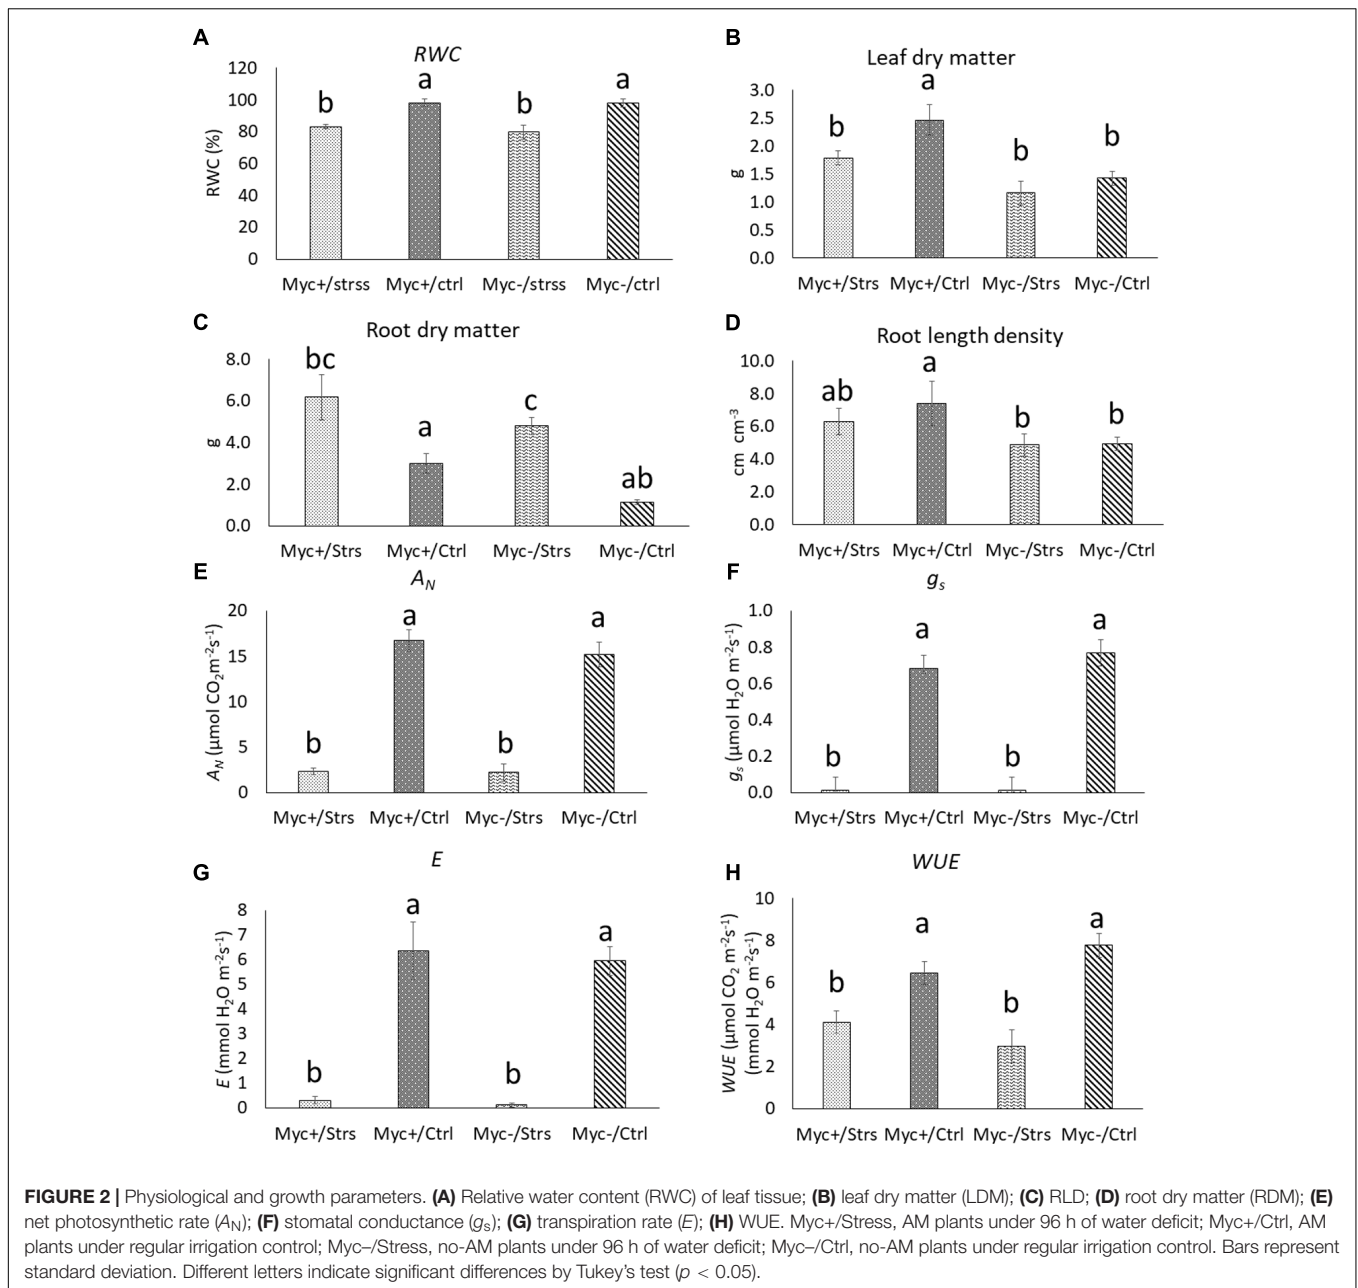 A
RWC
RWC (%)
120
100
80
60
40
20
0
b
a
b
a
Myc+/strss Myc+/ctrl Myc-/strss Myc-/ctrl
B
Leaf dry matter
g
3.0
2.5
2.0
1.5
1.0
0.5
0.0
b
a
b
b
Myc+/Strs Myc+/Ctrl Myc-/Strs Myc-/Ctrl
C
Root dry matter
g
8.0
6.0
4.0
2.0
0.0
bc
a
c
ab
Myc+/Strs Myc+/Ctrl Myc-/Strs Myc-/Ctrl
D
Root length density
cm cm-3
10.0
8.0
6.0
4.0
2.0
0.0
ab
a
b
b
Myc+/Strs Myc+/Ctrl Myc-/Strs Myc-/Ctrl
E
AN
AN (µmol CO2m-2s-1)
20
15
10
5
0
b
a
b
a
Myc+/Strs Myc+/Ctrl Myc-/Strs Myc-/Ctrl
F
gs
gs (µmol H2O m-2s-1)
1.0
0.8
0.6
0.4
0.2
0.0
b
a
b
a
Myc+/Strs Myc+/Ctrl Myc-/Strs Myc-/Ctrl
G
E
E (mmol H2O m-2s-1)
8
7
6
5
4
3
2
1
0
b
a
b
a
Myc+/Strs Myc+/Ctrl Myc-/Strs Myc-/Ctrl
H
WUE
WUE (µmol CO2 m-2s-1)
(mmol H2O m-2s-1)
10
8
6
4
2
0
b
a
b
a
Myc+/Strs Myc+/Ctrl Myc-/Strs Myc-/Ctrl
FIGURE 2 | Physiological and growth parameters. (A) Relative water content (RWC) of leaf tissue; (B) leaf dry matter (LDM); (C) RLD; (D) root dry matter (RDM); (E)
net photosynthetic rate (AN); (F) stomatal conductance (gs); (G) transpiration rate (E); (H) WUE. Myc+/Stress, AM plants under 96 h of water deficit; Myc+/Ctrl, AM
plants under regular irrigation control; Myc–/Stress, no-AM plants under 96 h of water deficit; Myc–/Ctrl, no-AM plants under regular irrigation control. Bars represent
standard deviation. Different letters indicate significant differences by Tukey's test (p < 0.05).